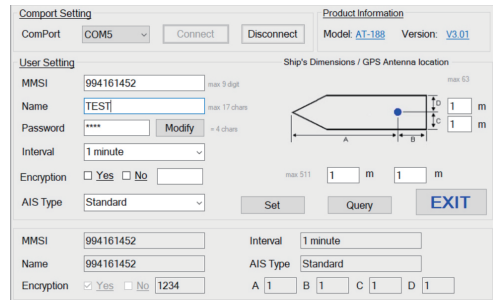 Comport Setting
ComPort COM5 Connect Disconnect
Product Information
Model: AT-188 Version: V3.01
User Setting
MMSI 994161452 max 9 digit
Name TEST max 17 chars
Password **** Modify = 4 chars
Interval 1 minute
Encryption Yes No
AIS Type Standard
Ship's Dimensions / GPS Antenna location
max 63
D 1 m
C 1 m
A B
max 511 1 m 1 m
Set Query EXIT
MMSI 994161452 Interval 1 minute
Name 994161452 AIS Type Standard
Encryption Yes No 1234 A 1 B 1 C 1 D 1